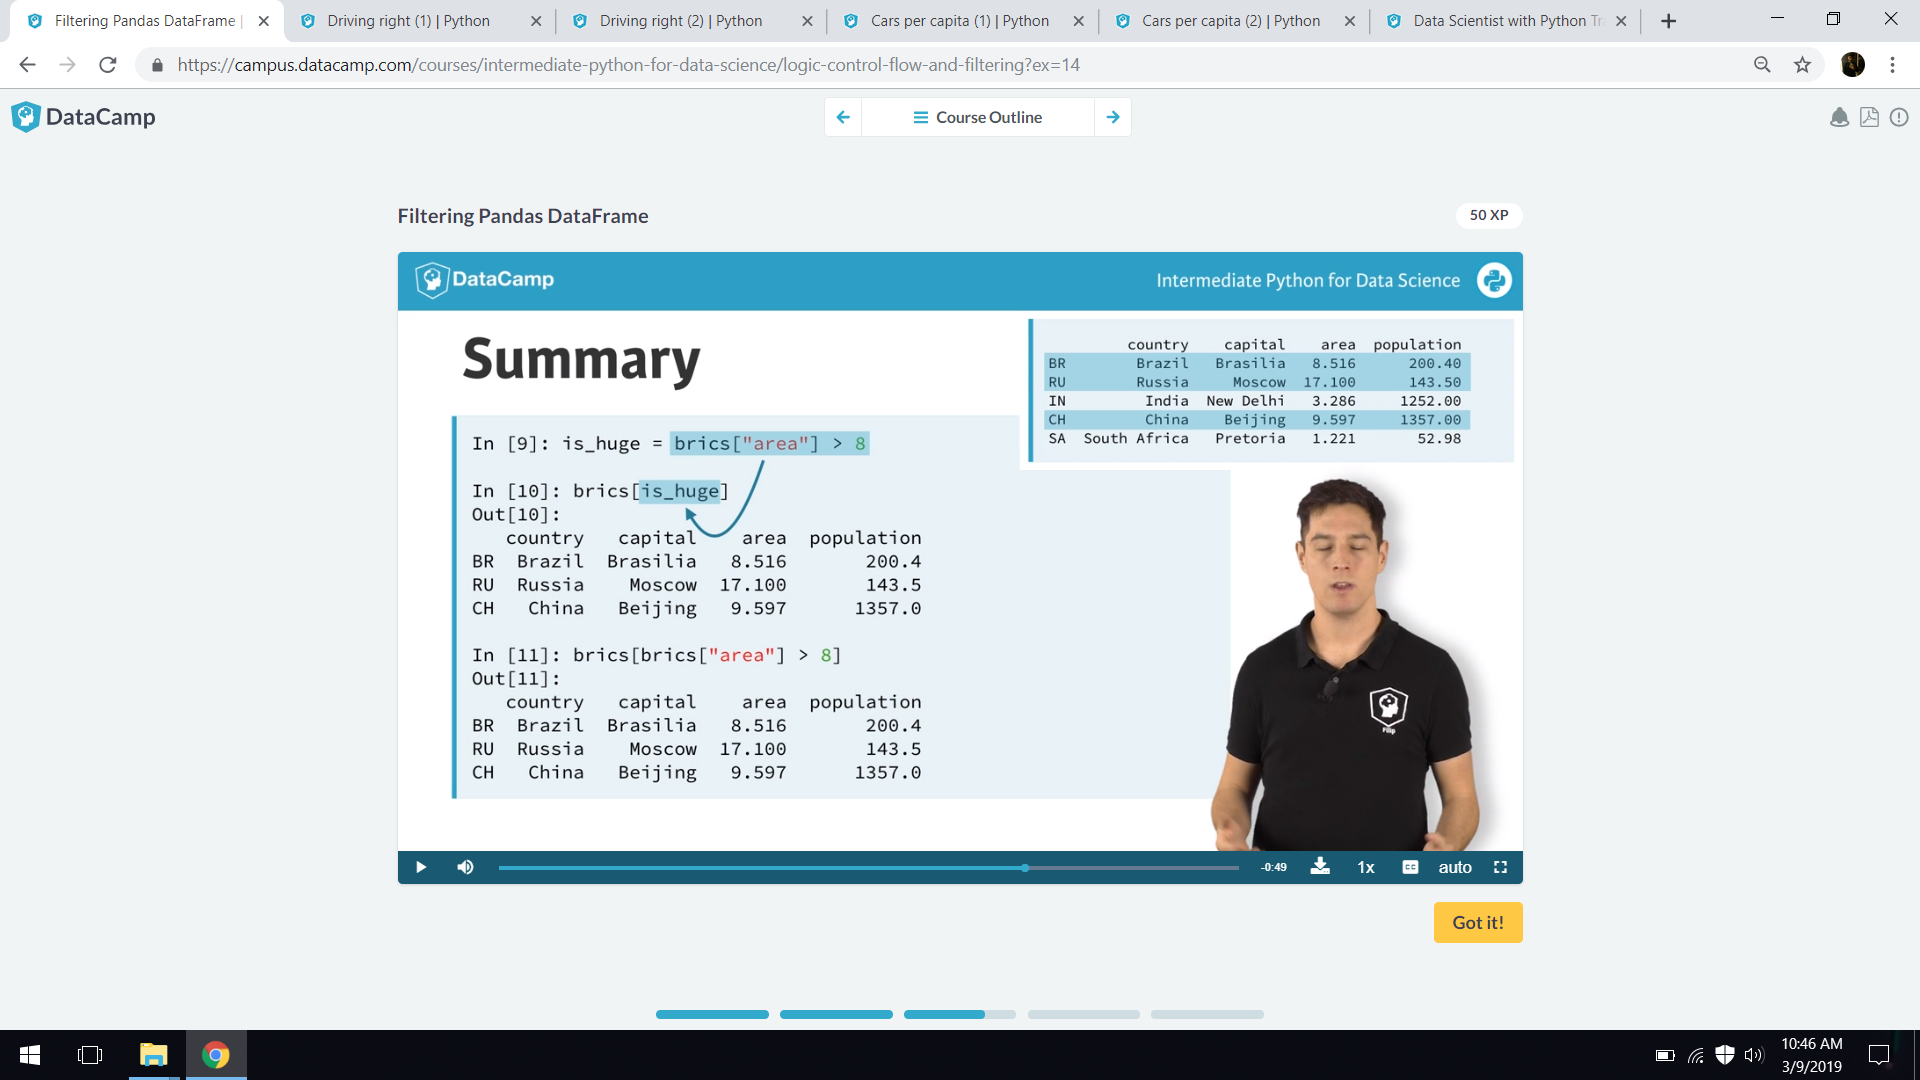 Filtering Pandas DataFrame |
Driving right (1) | Python
Driving right (2) | Python
Cars per capita (1) | Python
Cars per capita (2) | Python
Data Scientist with Python Tr
https://campus.datacamp.com/courses/intermediate-python-for-data-science/logic-control-flow-and-filtering?ex=14
DataCamp
Course Outline
Filtering Pandas DataFrame
50 XP
DataCamp
Intermediate Python for Data Science
Summary
country capital area population
BR Brazil Brasilia 8.516 200.40
RU Russia Moscow 17.100 143.50
IN India New Delhi 3.286 1252.00
CH China Beijing 9.597 1357.00
SA South Africa Pretoria 1.221 52.98
In [9]: is_huge = brics["area"] > 8
In [10]: brics[is_huge]
Out[10]:
country capital area population
BR Brazil Brasilia 8.516 200.4
RU Russia Moscow 17.100 143.5
CH China Beijing 9.597 1357.0
In [11]: brics[brics["area"] > 8]
Out[11]:
country capital area population
BR Brazil Brasilia 8.516 200.4
RU Russia Moscow 17.100 143.5
CH China Beijing 9.597 1357.0
Filip
-0:49
1x
CC
auto
Got it!
10:46 AM
3/9/2019